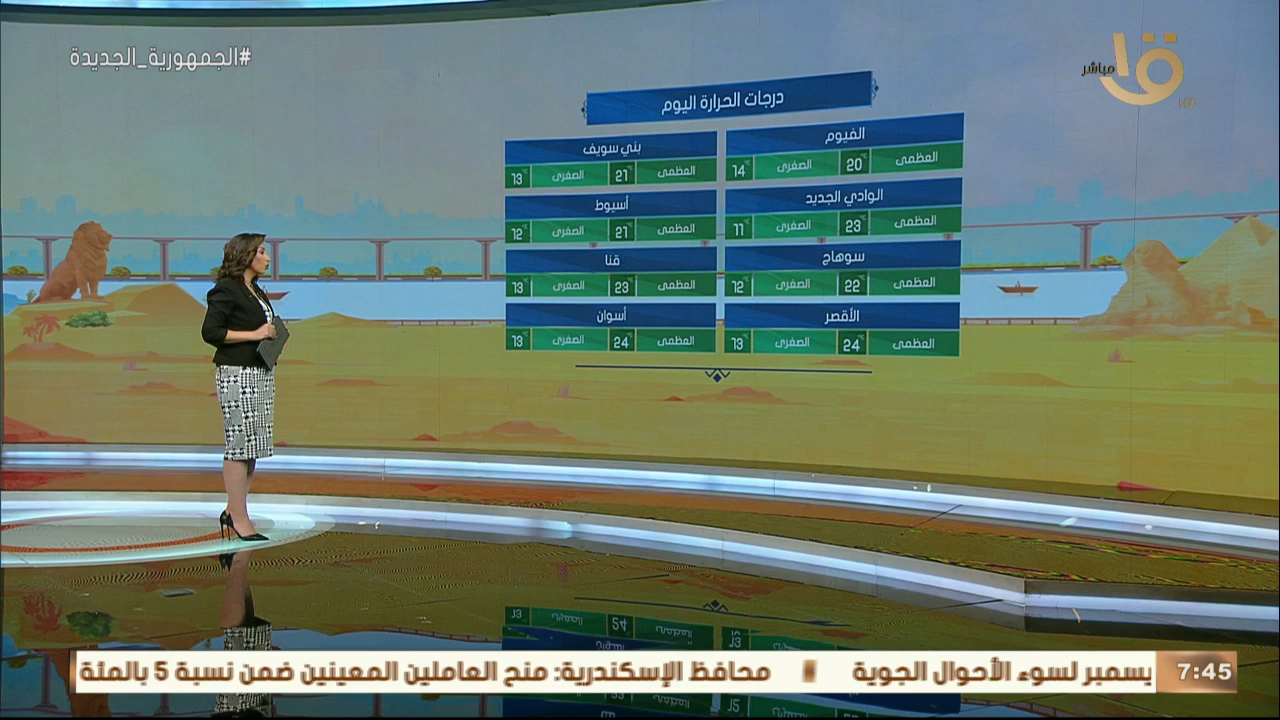 #الجمهورية_الجديدة
مباشر
HD
درجات الحرارة اليوم
الفيوم
العظمى 20 الصغرى 14
بني سويف
العظمى 21 الصغرى 13
الوادي الجديد
العظمى 23 الصغرى 11
أسيوط
العظمى 21 الصغرى 12
سوهاج
العظمى 22 الصغرى 12
قنا
العظمى 23 الصغرى 13
الأقصر
العظمى 24 الصغرى 13
أسوان
العظمى 24 الصغرى 13
7:45 يسمبر لسوء الأحوال الجوية محافظ الإسكندرية: منح العاملين المعينين ضمن نسبة 5 بالمئة